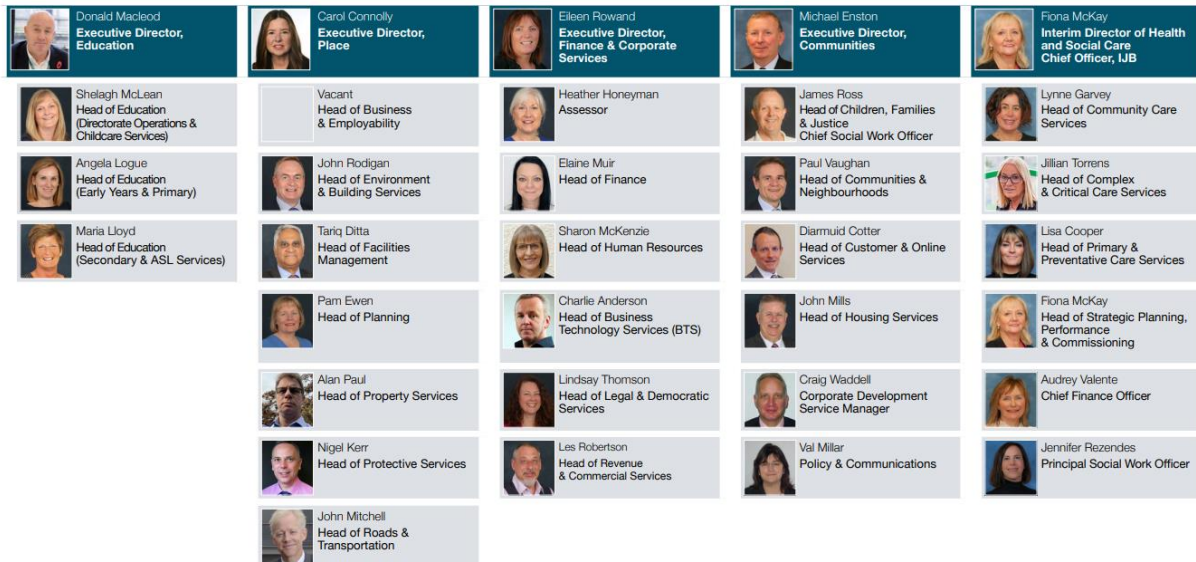 Donald Macleod
Executive Director,
Education
Shelagh McLean
Head of Education
(Directorate Operations &
Childcare Services)
Angela Logue
Head of Education
(Early Years & Primary)
Maria Lloyd
Head of Education
(Secondary & ASL Services)
Carol Connolly
Executive Director,
Place
Vacant
Head of Business
& Employability
John Rodigan
Head of Environment
& Building Services
Tariq Ditta
Head of Facilities
Management
Pam Ewen
Head of Planning
Alan Paul
Head of Property Services
Nigel Kerr
Head of Protective Services
John Mitchell
Head of Roads &
Transportation
Eileen Rowand
Executive Director,
Finance & Corporate
Services
Heather Honeyman
Assessor
Elaine Muir
Head of Finance
Sharon McKenzie
Head of Human Resources
Charlie Anderson
Head of Business
Technology Services (BTS)
Lindsay Thomson
Head of Legal & Democratic
Services
Les Robertson
Head of Revenue
& Commercial Services
Michael Enston
Executive Director,
Communities
James Ross
Head of Children, Families
& Justice
Chief Social Work Officer
Paul Vaughan
Head of Communities &
Neighbourhoods
Diarmuid Cotter
Head of Customer & Online
Services
John Mills
Head of Housing Services
Craig Waddell
Corporate Development
Service Manager
Val Millar
Policy & Communications
Fiona McKay
Interim Director of Health
and Social Care
Chief Officer, IJB
Lynne Garvey
Head of Community Care
Services
Jillian Torrens
Head of Complex
& Critical Care Services
Lisa Cooper
Head of Primary &
Preventative Care Services
Fiona McKay
Head of Strategic Planning,
Performance
& Commissioning
Audrey Valente
Chief Finance Officer
Jennifer Rezendes
Principal Social Work Officer